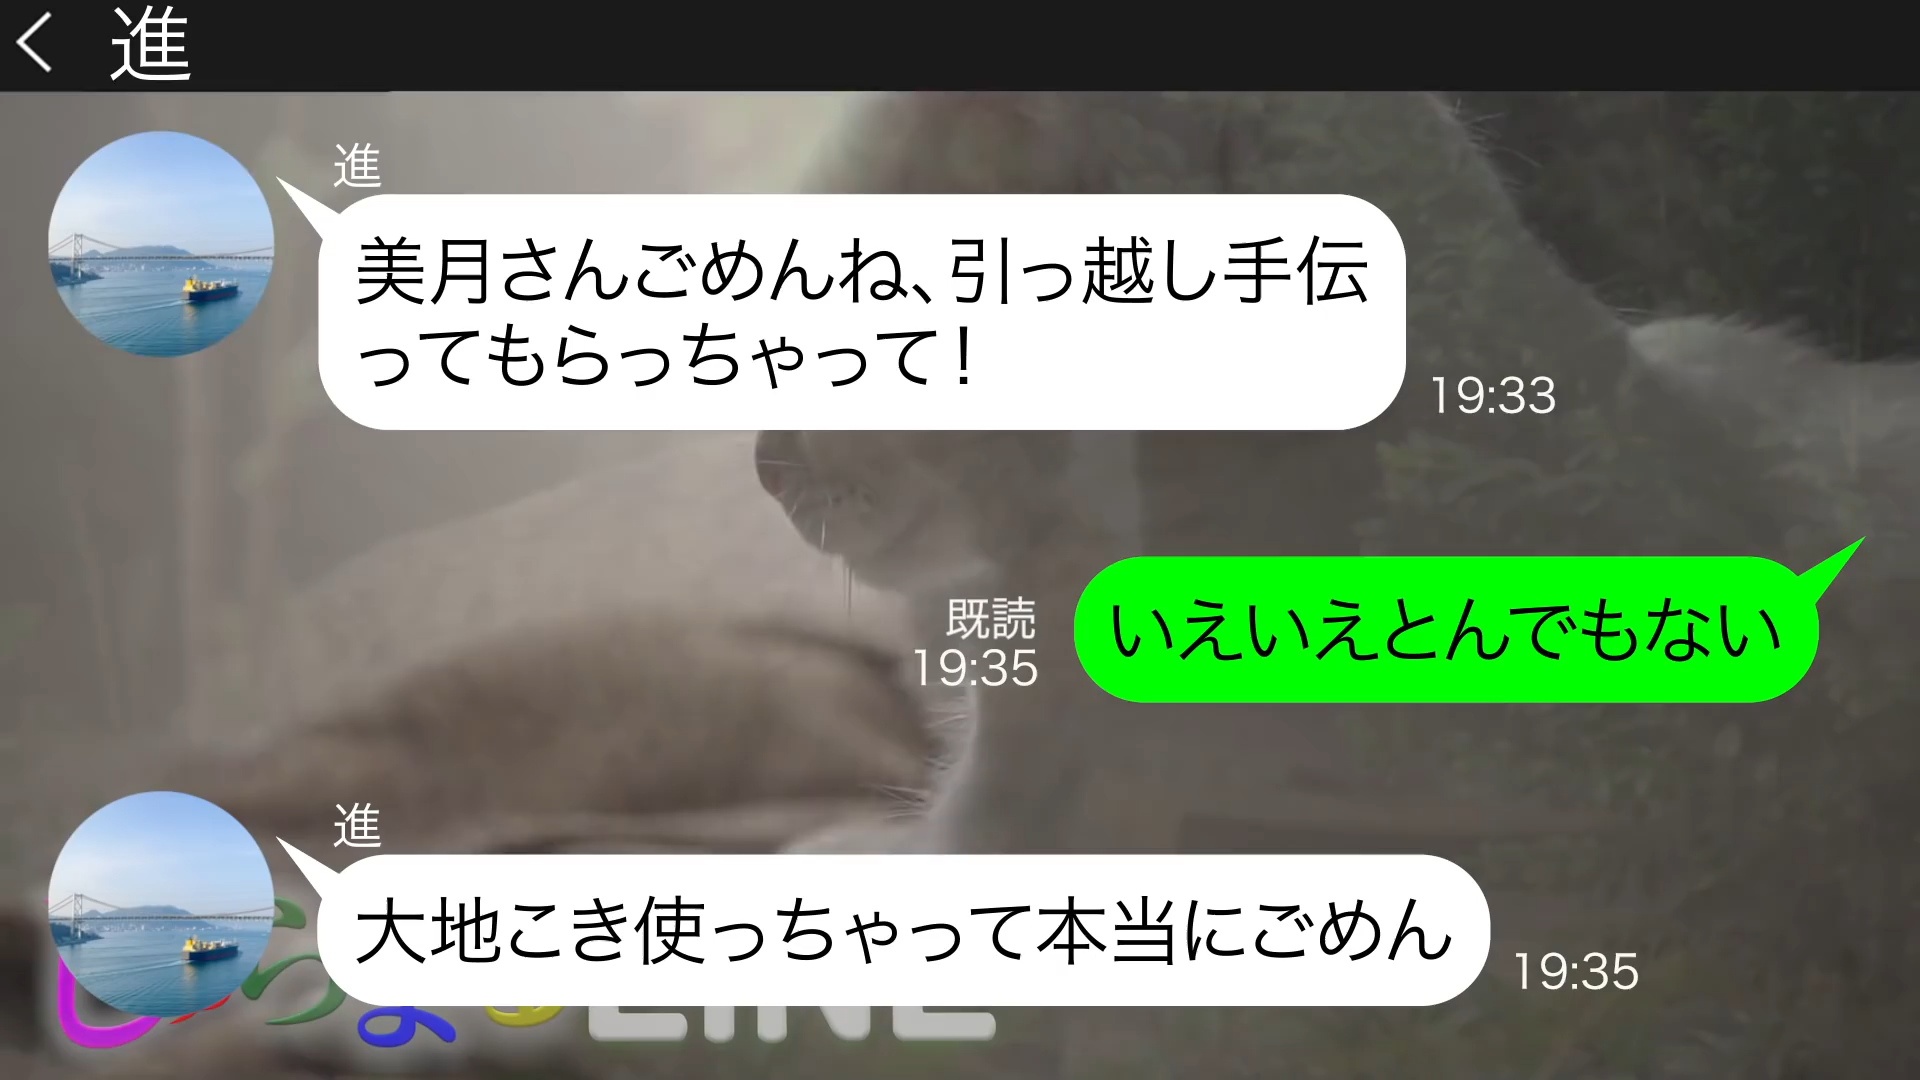 進
進
美月さんごめんね、引っ越し手伝
ってもらっちゃって!
19:33
いえいえとんでもない
既読
19:35
進
大地こき使っちゃって本当にごめん
19:35
LINE